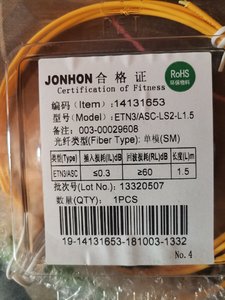 JONHON 合格证
Certification of Fitness
RoHS
环保物料
编码(Item):14131653
型号(Model):ETN3/ASC-LS2-L1.5
备注:003-00029608
光纤类型(Fiber Type):单模(SM)
类型(Type) 插入损耗(IL)dB 回波损耗(RL)dB 长度(L)m
ETN3/ASC ≤0.3 ≥60 1.5
批次号(Lot No.):13320507
数量(QTY):1PCS
19-14131653-181003-1332
No. 4